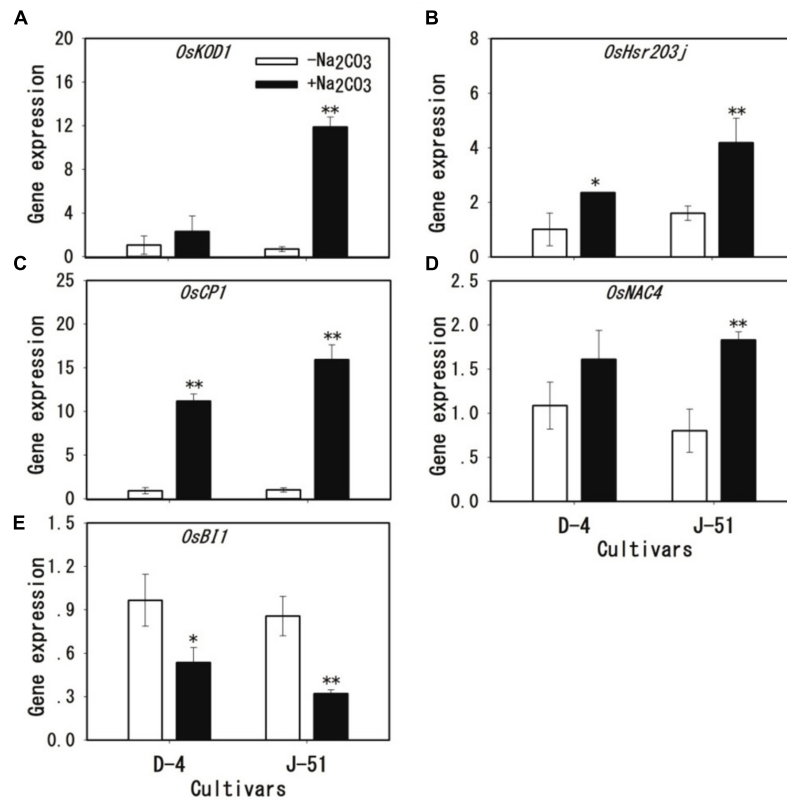 A
B
20
16
12
8
4
0
Gene expression
OsKOD1
-Na2CO3
+Na2CO3
**
8
6
4
2
0
Gene expression
OsHsr203j
*
**
C
D
25
20
15
10
5
0
Gene expression
OsCP1
**
**
2.5
2.0
1.5
1.0
.5
0.0
Gene expression
OsNAC4
**
D-4 J-51
Cultivars
E
1.5
1.2
.9
.6
.3
0.0
Gene expression
OsBI1
*
**
D-4 J-51
Cultivars